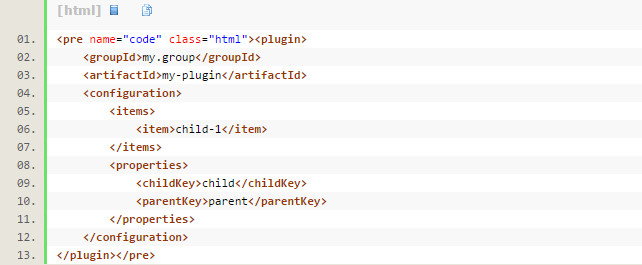 [html]
01. <pre name="code" class="html"><plugin>
02.     <groupId>my.group</groupId>
03.     <artifactId>my-plugin</artifactId>
04.     <configuration>
05.         <items>
06.             <item>child-1</item>
07.         </items>
08.         <properties>
09.             <childKey>child</childKey>
10.             <parentKey>parent</parentKey>
11.         </properties>
12.     </configuration>
13. </plugin></pre>